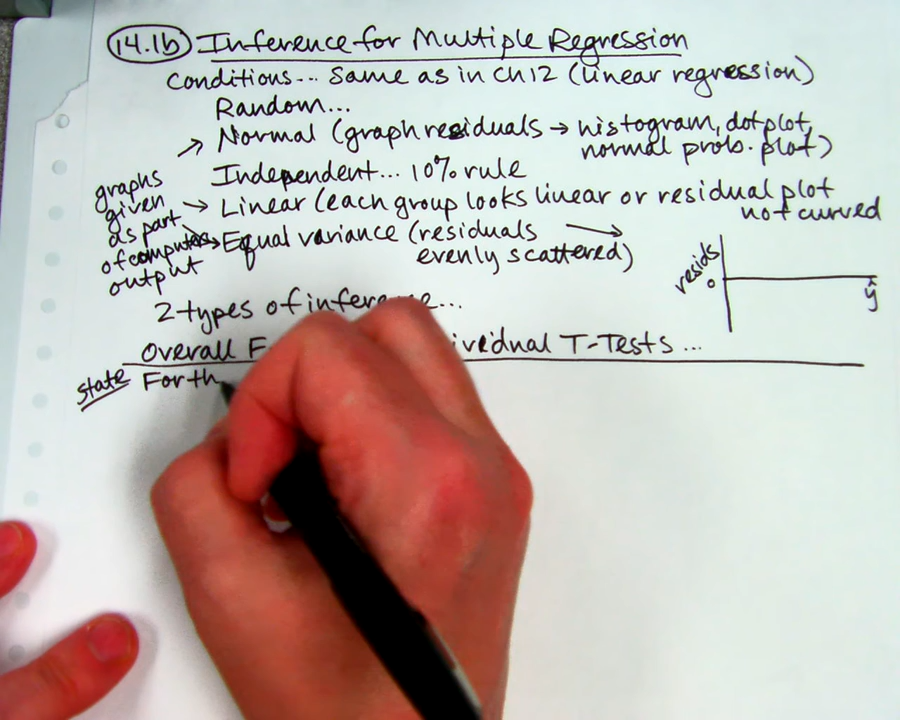 14.1b Inference for Multiple Regression
Conditions... Same as in Ch12 (linear regression)
Random...
Normal (graph residuals → histogram, dotplot,
normal prob. plot)
Independent... 10% rule
graphs
given
as part
of computer
output
Linear (each group looks linear or residual plot
not curved
Equal variance (residuals
evenly scattered)
resids
0
ŷ
2 types of inference...
Overall F T-Tests ...
State For th